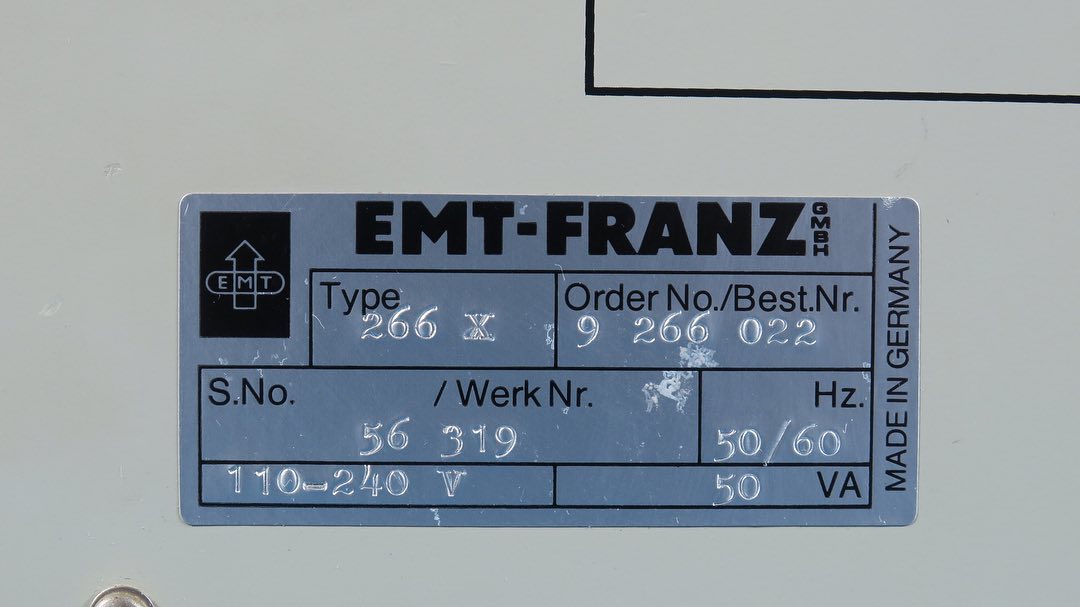 EMT-FRANZ GMBH
EMT
Type
Order No./Best.Nr.
266 X
9 266 022
S.No. / Werk Nr.
Hz.
56 319
50/60
110-240 V
50 VA
MADE IN GERMANY